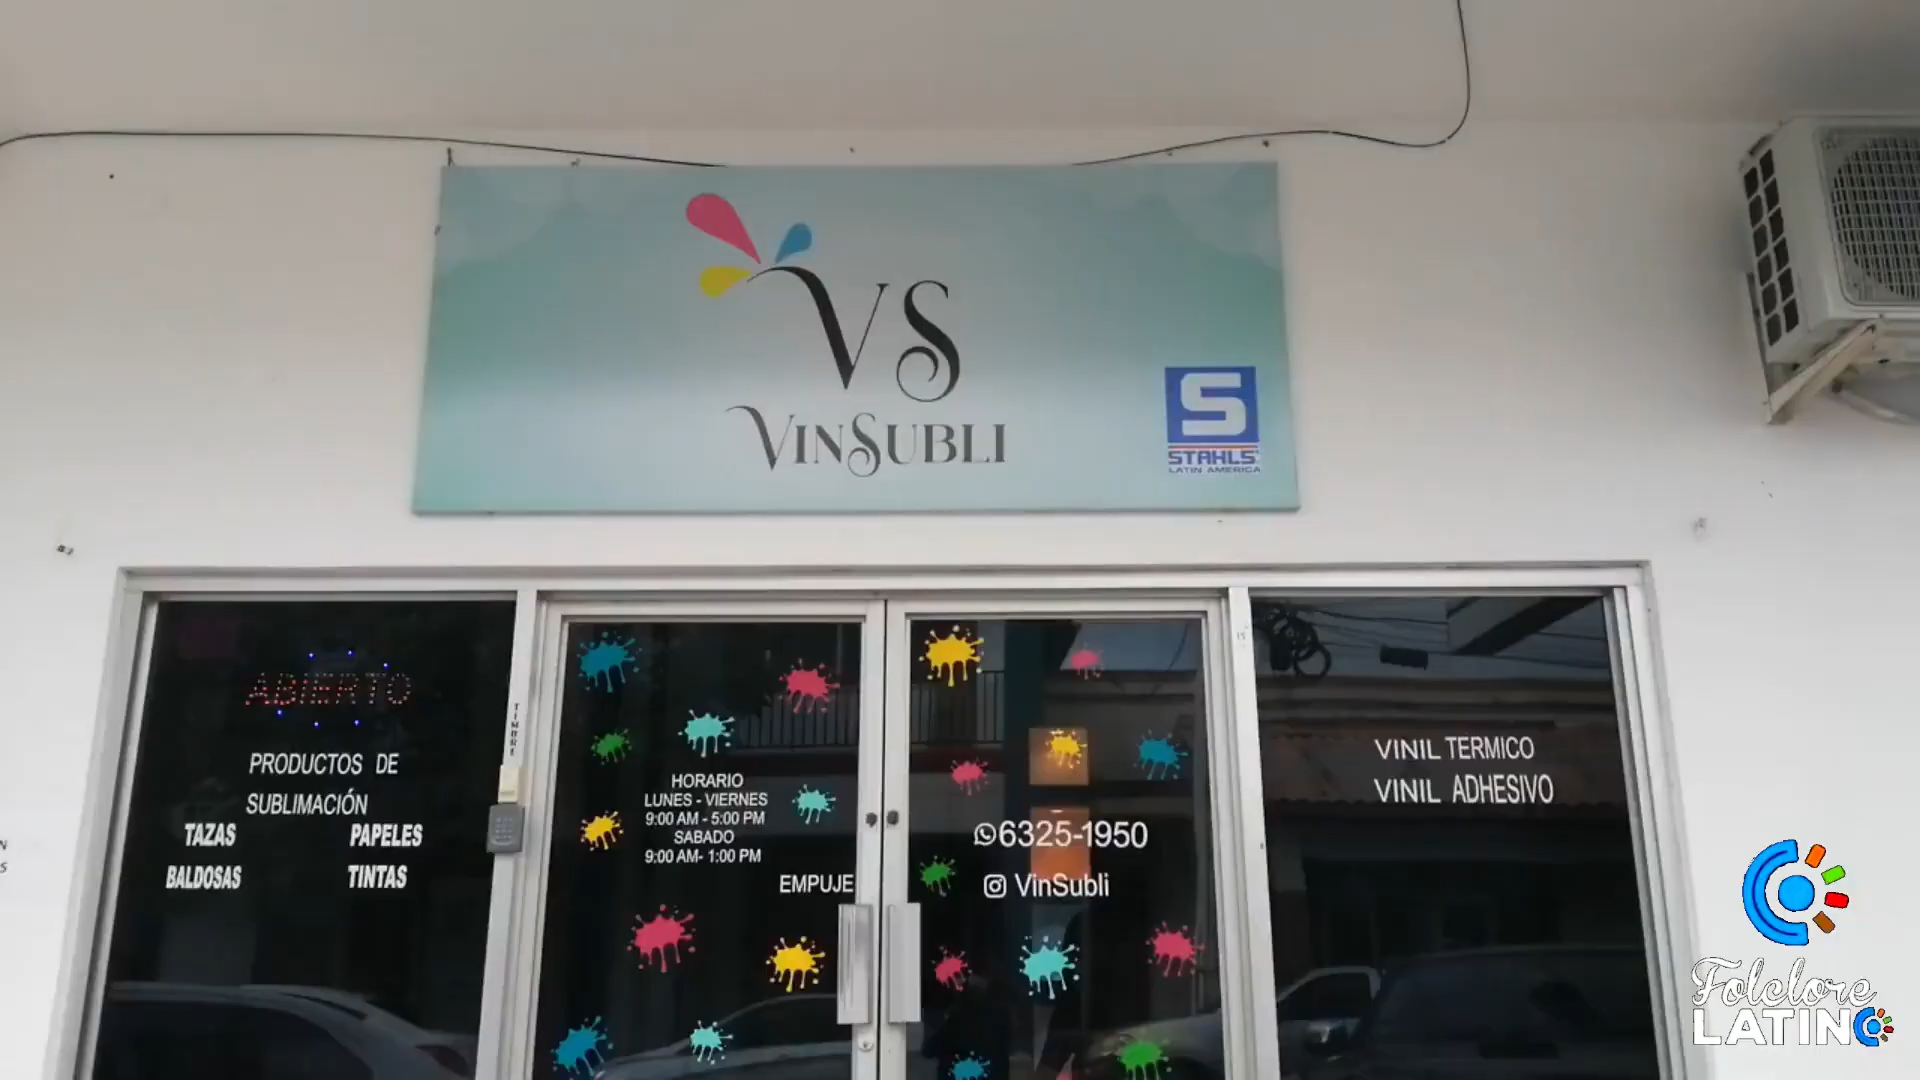 VS
VINSUBLI
S
STAHLS'
LATIN AMERICA
ABIERTO
PRODUCTOS DE
SUBLIMACIÓN
TAZAS PAPELES
BALDOSAS TINTAS
TIMBRE
HORARIO
LUNES - VIERNES
9:00 AM - 5:00 PM
SABADO
9:00 AM- 1:00 PM
EMPUJE
6325-1950
VinSubli
VINIL TERMICO
VINIL ADHESIVO
Folclore
LATINO